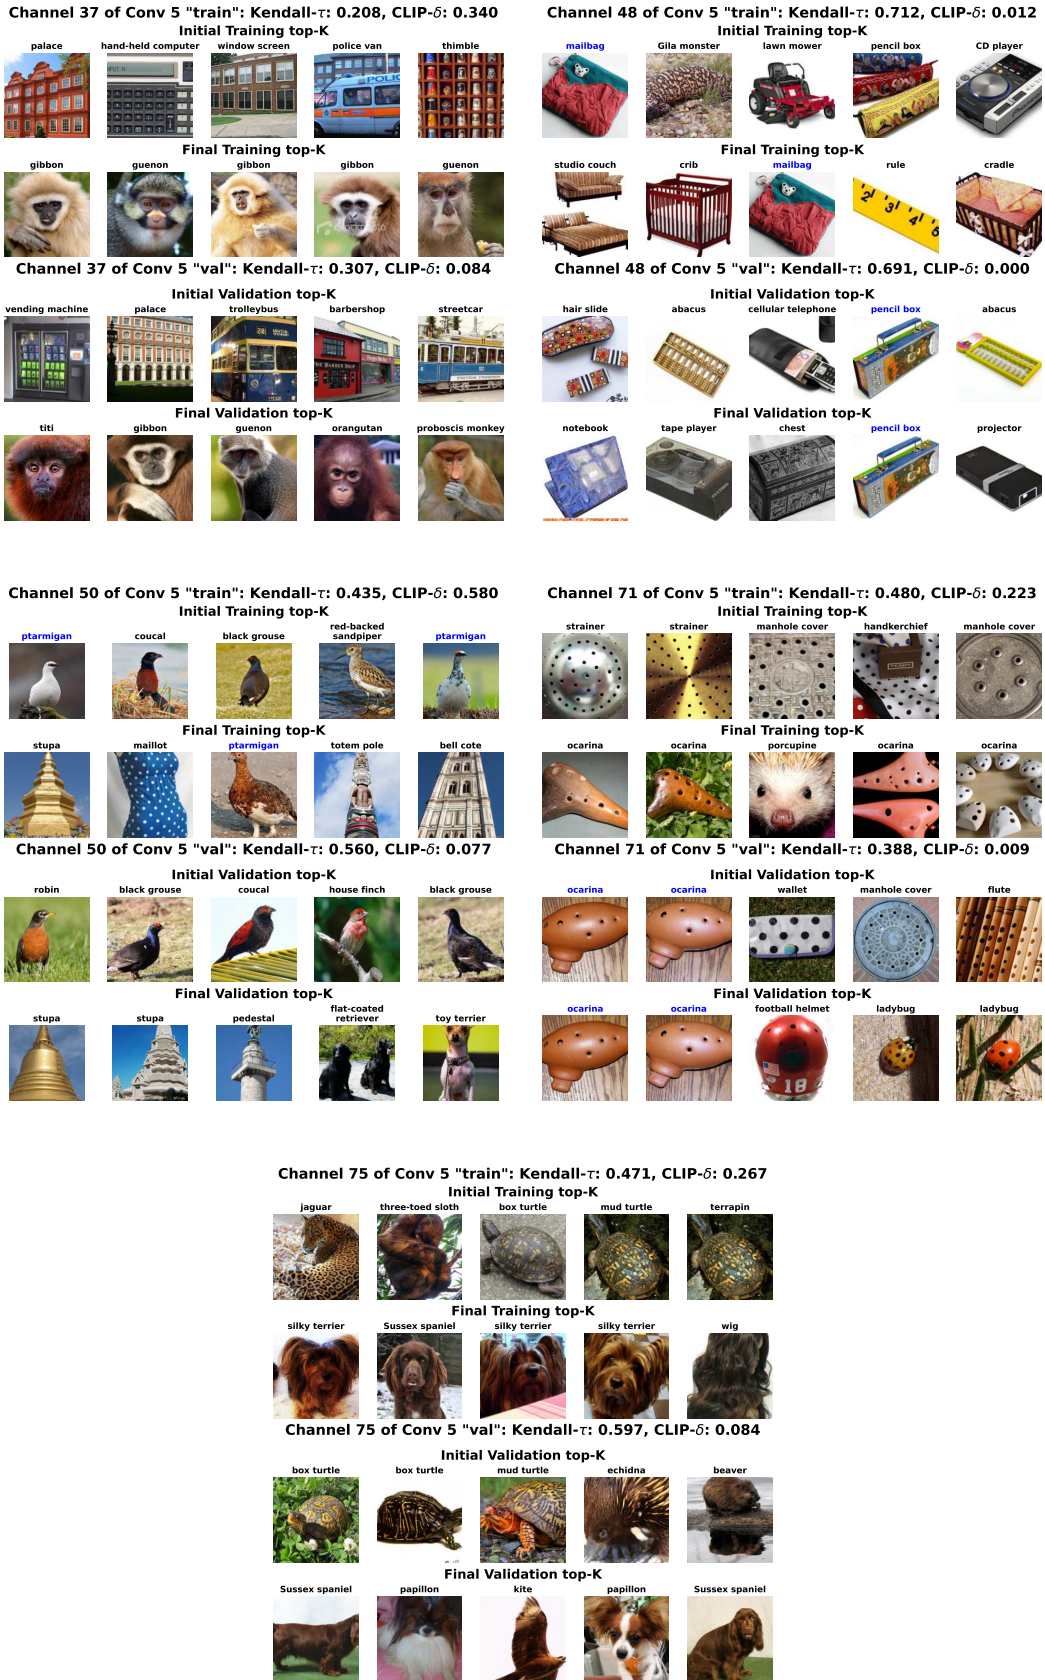 Channel 37 of Conv 5 "train": Kendall-τ: 0.208, CLIP-δ: 0.340
Initial Training top-K
palace hand-held computer window screen police van thimble
POLIC
Final Training top-K
gibbon guenon gibbon gibbon guenon
Channel 37 of Conv 5 "val": Kendall-τ: 0.307, CLIP-δ: 0.084
Initial Validation top-K
vending machine palace trolleybus barbershop streetcar
Final Validation top-K
titi gibbon guenon orangutan proboscis monkey
Channel 48 of Conv 5 "train": Kendall-τ: 0.712, CLIP-δ: 0.012
Initial Training top-K
mailbag Gila monster lawn mower pencil box CD player
Final Training top-K
studio couch crib mailbag rule cradle
2 3 4 5
Channel 48 of Conv 5 "val": Kendall-τ: 0.691, CLIP-δ: 0.000
Initial Validation top-K
hair slide abacus cellular telephone pencil box abacus
Final Validation top-K
notebook tape player chest pencil box projector
Channel 50 of Conv 5 "train": Kendall-τ: 0.435, CLIP-δ: 0.580
Initial Training top-K
ptarmigan coucal black grouse red-backed sandpiper ptarmigan
Final Training top-K
stupa maillot ptarmigan totem pole bell cote
Channel 50 of Conv 5 "val": Kendall-τ: 0.560, CLIP-δ: 0.077
Initial Validation top-K
robin black grouse coucal house finch black grouse
Final Validation top-K
stupa stupa pedestal flat-coated retriever toy terrier
Channel 71 of Conv 5 "train": Kendall-τ: 0.480, CLIP-δ: 0.223
Initial Training top-K
strainer strainer manhole cover handkerchief manhole cover
Final Training top-K
ocarina ocarina porcupine ocarina ocarina
Channel 71 of Conv 5 "val": Kendall-τ: 0.388, CLIP-δ: 0.009
Initial Validation top-K
ocarina ocarina wallet manhole cover flute
Final Validation top-K
ocarina ocarina football helmet ladybug ladybug
18
Channel 75 of Conv 5 "train": Kendall-τ: 0.471, CLIP-δ: 0.267
Initial Training top-K
jaguar three-toed sloth box turtle mud turtle terrapin
Final Training top-K
silky terrier Sussex spaniel silky terrier silky terrier wig
Channel 75 of Conv 5 "val": Kendall-τ: 0.597, CLIP-δ: 0.084
Initial Validation top-K
box turtle box turtle mud turtle echidna beaver
Final Validation top-K
Sussex spaniel papillon kite papillon Sussex spaniel